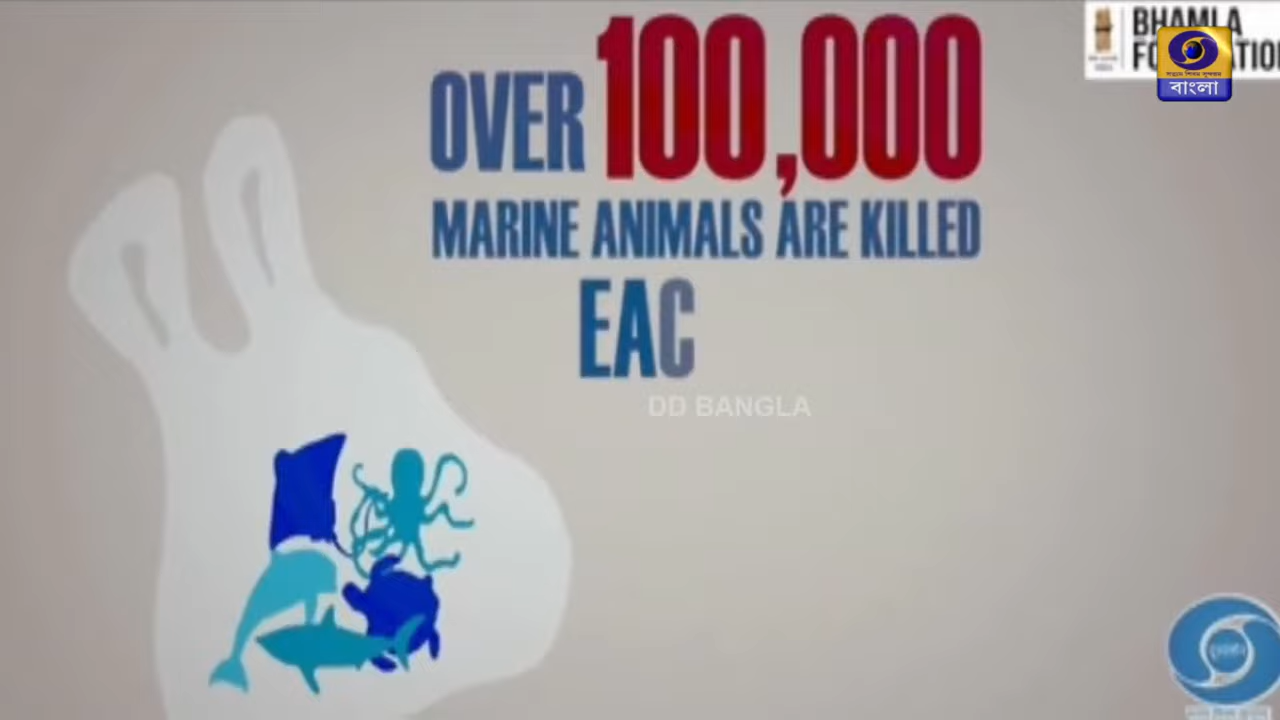 OVER 100,000
MARINE ANIMALS ARE KILLED
EAC
DD BANGLA
BHAMLA
বাংলা